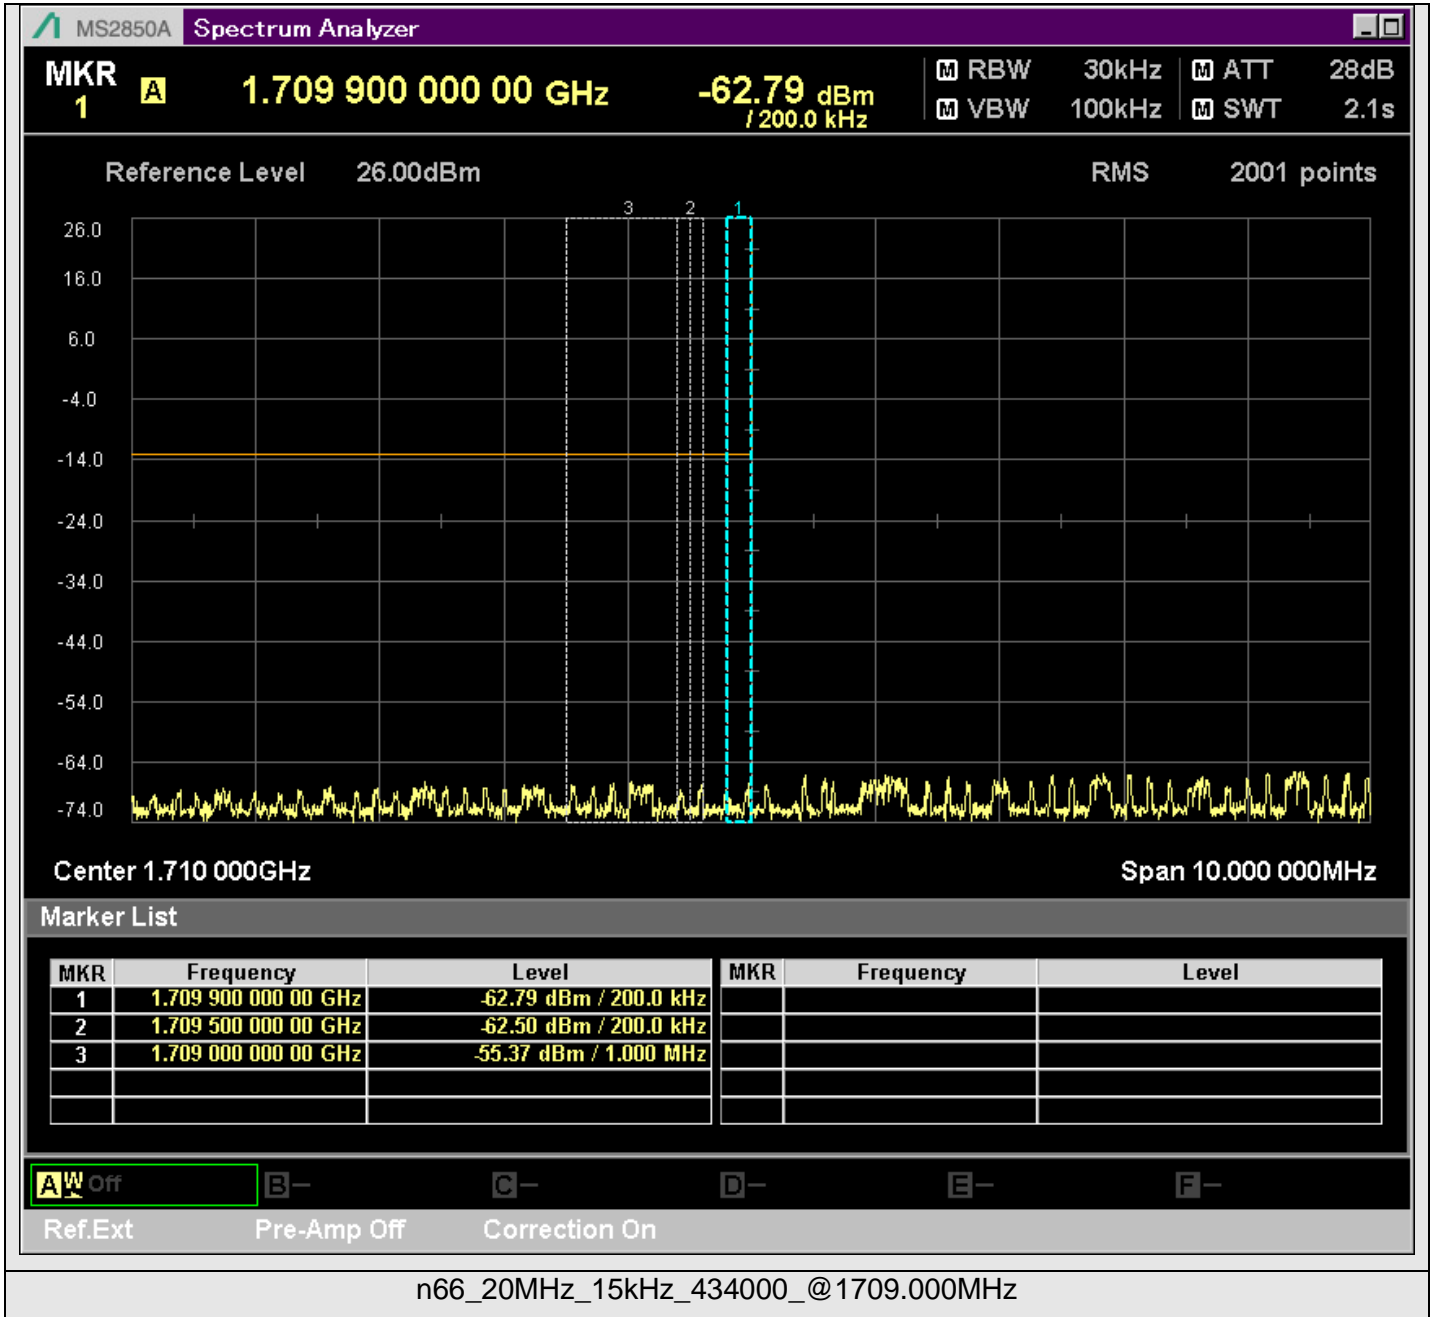 MS2850A Spectrum Analyzer
MKR 1 A 1.709 900 000 00 GHz -62.79 dBm / 200.0 kHz
M RBW 30kHz M ATT 28dB
M VBW 100kHz M SWT 2.1s
Reference Level 26.00dBm RMS 2001 points
3 2 1
26.0
16.0
6.0
-4.0
-14.0
-24.0
-34.0
-44.0
-54.0
-64.0
-74.0
Center 1.710 000GHz Span 10.000 000MHz
Marker List
MKR Frequency Level MKR Frequency Level
1 1.709 900 000 00 GHz -62.79 dBm / 200.0 kHz
2 1.709 500 000 00 GHz -62.50 dBm / 200.0 kHz
3 1.709 000 000 00 GHz -55.37 dBm / 1.000 MHz
A W Off B- C- D- E- F-
Ref.Ext Pre-Amp Off Correction On
n66_20MHz_15kHz_434000_@1709.000MHz